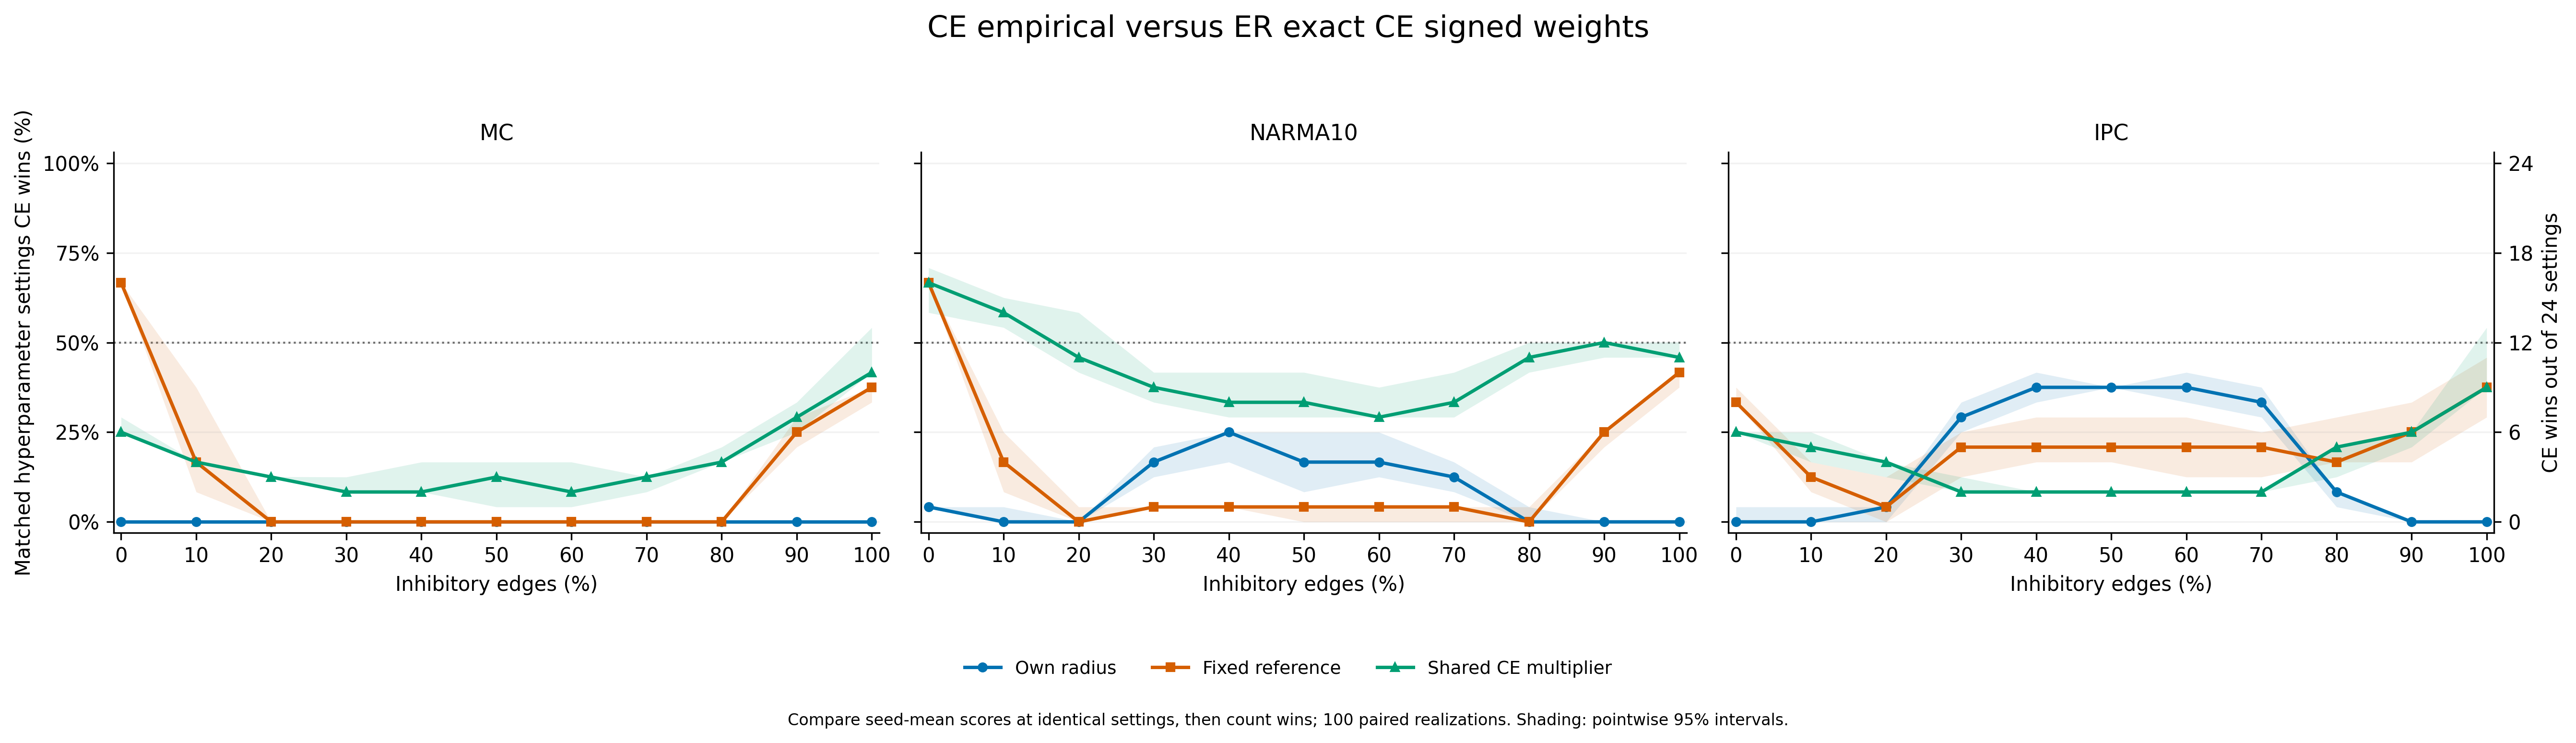 CE empirical versus ER exact CE signed weights
MC
NARMA10
IPC
Matched hyperparameter settings CE wins (%)
100%
75%
50%
25%
0%
0 10 20 30 40 50 60 70 80 90 100
Inhibitory edges (%)
0 10 20 30 40 50 60 70 80 90 100
Inhibitory edges (%)
0 10 20 30 40 50 60 70 80 90 100
Inhibitory edges (%)
24
18
12
6
0
CE wins out of 24 settings
Own radius
Fixed reference
Shared CE multiplier
Compare seed-mean scores at identical settings, then count wins; 100 paired realizations. Shading: pointwise 95% intervals.